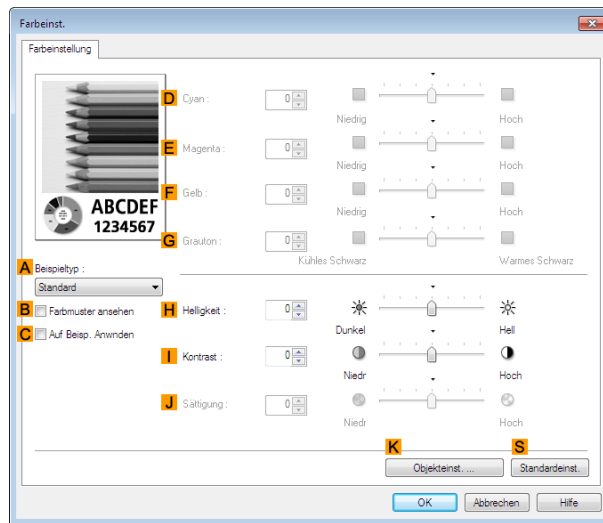 Farbeinst.
Farbeinstellung
ABCDEF
1234567
D Cyan : 0
Niedrig Hoch
E Magenta : 0
Niedrig Hoch
F Gelb : 0
Niedrig Hoch
G Grauton : 0
Kühles Schwarz Warmes Schwarz
A Beispieltyp :
Standard
B Farbmuster ansehen
C Auf Beisp. Anwnden
H Helligkeit : 0
Dunkel Hell
I Kontrast : 0
Niedr Hoch
J Sättigung : 0
Niedr Hoch
K S
Objekteinst. ... Standardeinst.
OK Abbrechen Hilfe